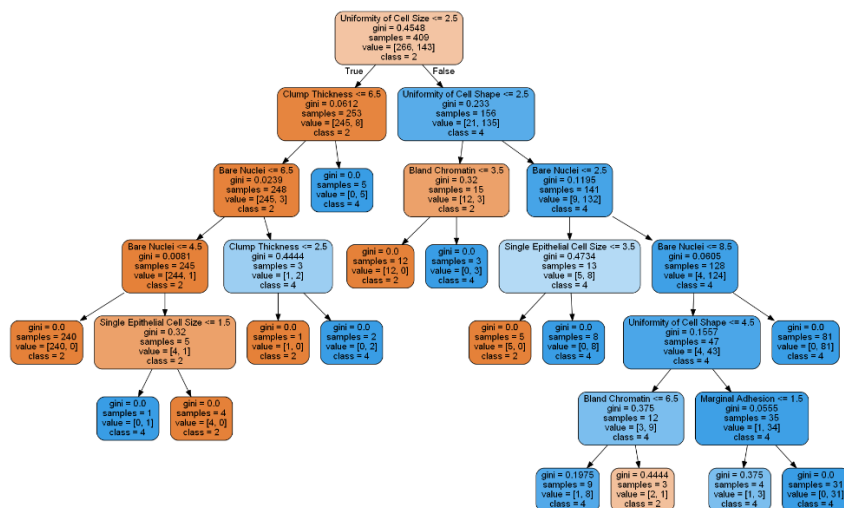 Uniformity of Cell Size <= 2.5
gini = 0.4548
samples = 409
value = [266, 143]
class = 2
True
False
Clump Thickness <= 6.5
gini = 0.0612
samples = 253
value = [245, 8]
class = 2
Uniformity of Cell Shape <= 2.5
gini = 0.233
samples = 156
value = [21, 135]
class = 4
Bare Nuclei <= 6.5
gini = 0.0239
samples = 248
value = [245, 3]
class = 2
gini = 0.0
samples = 5
value = [0, 5]
class = 4
Bland Chromatin <= 3.5
gini = 0.32
samples = 15
value = [12, 3]
class = 2
Bare Nuclei <= 2.5
gini = 0.1195
samples = 141
value = [9, 132]
class = 4
Bare Nuclei <= 4.5
gini = 0.0081
samples = 245
value = [244, 1]
class = 2
Clump Thickness <= 2.5
gini = 0.4444
samples = 3
value = [1, 2]
class = 4
gini = 0.0
samples = 12
value = [12, 0]
class = 2
gini = 0.0
samples = 3
value = [0, 3]
class = 4
Single Epithelial Cell Size <= 3.5
gini = 0.4734
samples = 13
value = [5, 8]
class = 4
Bare Nuclei <= 8.5
gini = 0.0605
samples = 128
value = [4, 124]
class = 4
gini = 0.0
samples = 240
value = [240, 0]
class = 2
Single Epithelial Cell Size <= 1.5
gini = 0.32
samples = 5
value = [4, 1]
class = 2
gini = 0.0
samples = 1
value = [1, 0]
class = 2
gini = 0.0
samples = 2
value = [0, 2]
class = 4
gini = 0.0
samples = 5
value = [5, 0]
class = 2
gini = 0.0
samples = 8
value = [0, 8]
class = 4
Uniformity of Cell Shape <= 4.5
gini = 0.1557
samples = 47
value = [4, 43]
class = 4
gini = 0.0
samples = 81
value = [0, 81]
class = 4
gini = 0.0
samples = 1
value = [0, 1]
class = 4
gini = 0.0
samples = 4
value = [4, 0]
class = 2
Bland Chromatin <= 6.5
gini = 0.375
samples = 12
value = [3, 9]
class = 4
Marginal Adhesion <= 1.5
gini = 0.0555
samples = 35
value = [1, 34]
class = 4
gini = 0.1975
samples = 9
value = [1, 8]
class = 4
gini = 0.4444
samples = 3
value = [2, 1]
class = 2
gini = 0.375
samples = 4
value = [1, 3]
class = 4
gini = 0.0
samples = 31
value = [0, 31]
class = 4